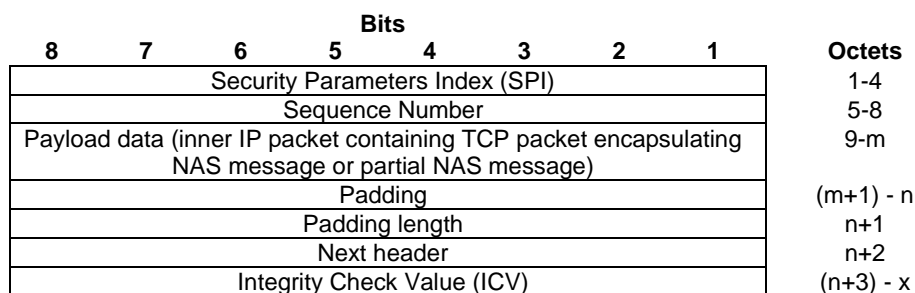 Bits
8 7 6 5 4 3 2 1 Octets
Security Parameters Index (SPI) 1-4
Sequence Number 5-8
Payload data (inner IP packet containing TCP packet encapsulating 9-m
NAS message or partial NAS message)
Padding (m+1) - n
Padding length n+1
Next header n+2
Integrity Check Value (ICV) (n+3) - x